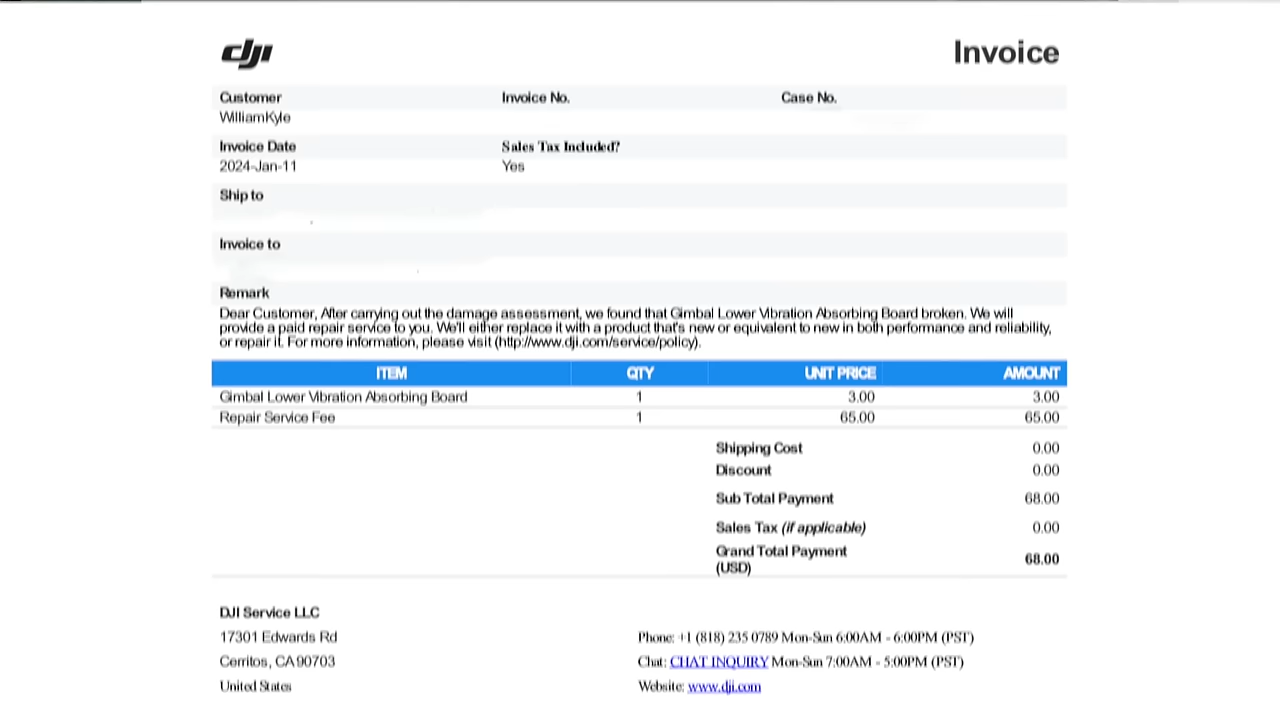 dji
Invoice
Customer Invoice No. Case No.
WilliamKyle
Invoice Date Sales Tax Included?
2024-Jan-11 Yes
Ship to
Invoice to
Remark
Dear Customer, After carrying out the damage assessment, we found that Gimbal Lower Vibration Absorbing Board broken. We will
provide a paid repair service to you. We'll either replace it with a product that's new or equivalent to new in both performance and reliability,
or repair it. For more information, please visit (http://www.dji.com/service/policy).
ITEM QTY UNIT PRICE AMOUNT
Gimbal Lower Vibration Absorbing Board 1 3.00 3.00
Repair Service Fee 1 65.00 65.00
Shipping Cost 0.00
Discount 0.00
Sub Total Payment 68.00
Sales Tax (if applicable) 0.00
Grand Total Payment
(USD) 68.00
DJI Service LLC
17301 Edwards Rd Phone: +1 (818) 235 0789 Mon-Sun 6:00AM - 6:00PM (PST)
Cerritos, CA 90703 Chat: CHAT INQUIRY Mon-Sun 7:00AM - 5:00PM (PST)
United States Website: www.dji.com